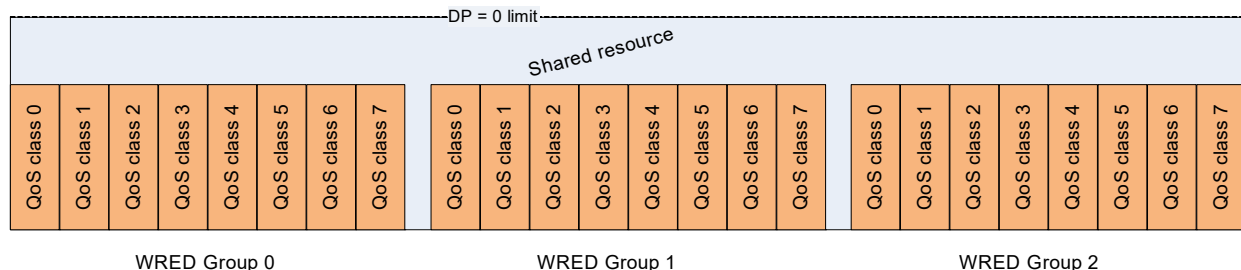 DP = 0 limit
Shared resource
QoS class 0
QoS class 1
QoS class 2
QoS class 3
QoS class 4
QoS class 5
QoS class 6
QoS class 7
QoS class 0
QoS class 1
QoS class 2
QoS class 3
QoS class 4
QoS class 5
QoS class 6
QoS class 7
QoS class 0
QoS class 1
QoS class 2
QoS class 3
QoS class 4
QoS class 5
QoS class 6
QoS class 7
WRED Group 0
WRED Group 1
WRED Group 2